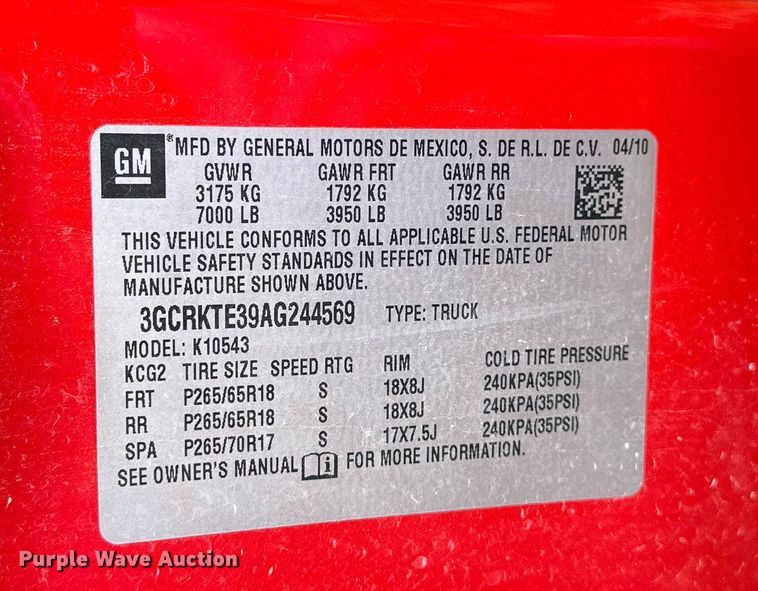 GM
®MFD BY GENERAL MOTORS DE MEXICO, S. DE R.L. DE C.V. 04/10
GVWR GAWR FRT GAWR RR
3175 KG 1792 KG 1792 KG
7000 LB 3950 LB 3950 LB
THIS VEHICLE CONFORMS TO ALL APPLICABLE U.S. FEDERAL MOTOR
VEHICLE SAFETY STANDARDS IN EFFECT ON THE DATE OF
MANUFACTURE SHOWN ABOVE.
3GCRKTE39AG244569 TYPE: TRUCK
MODEL: K10543
KCG2 TIRE SIZE SPEED RTG RIM COLD TIRE PRESSURE
FRT P265/65R18 S 18X8J 240KPA(35PSI)
RR P265/65R18 S 18X8J 240KPA(35PSI)
SPA P265/70R17 S 17X7.5J 240KPA(35PSI)
SEE OWNER'S MANUAL i FOR MORE INFORMATION.
Purple Wave Auction